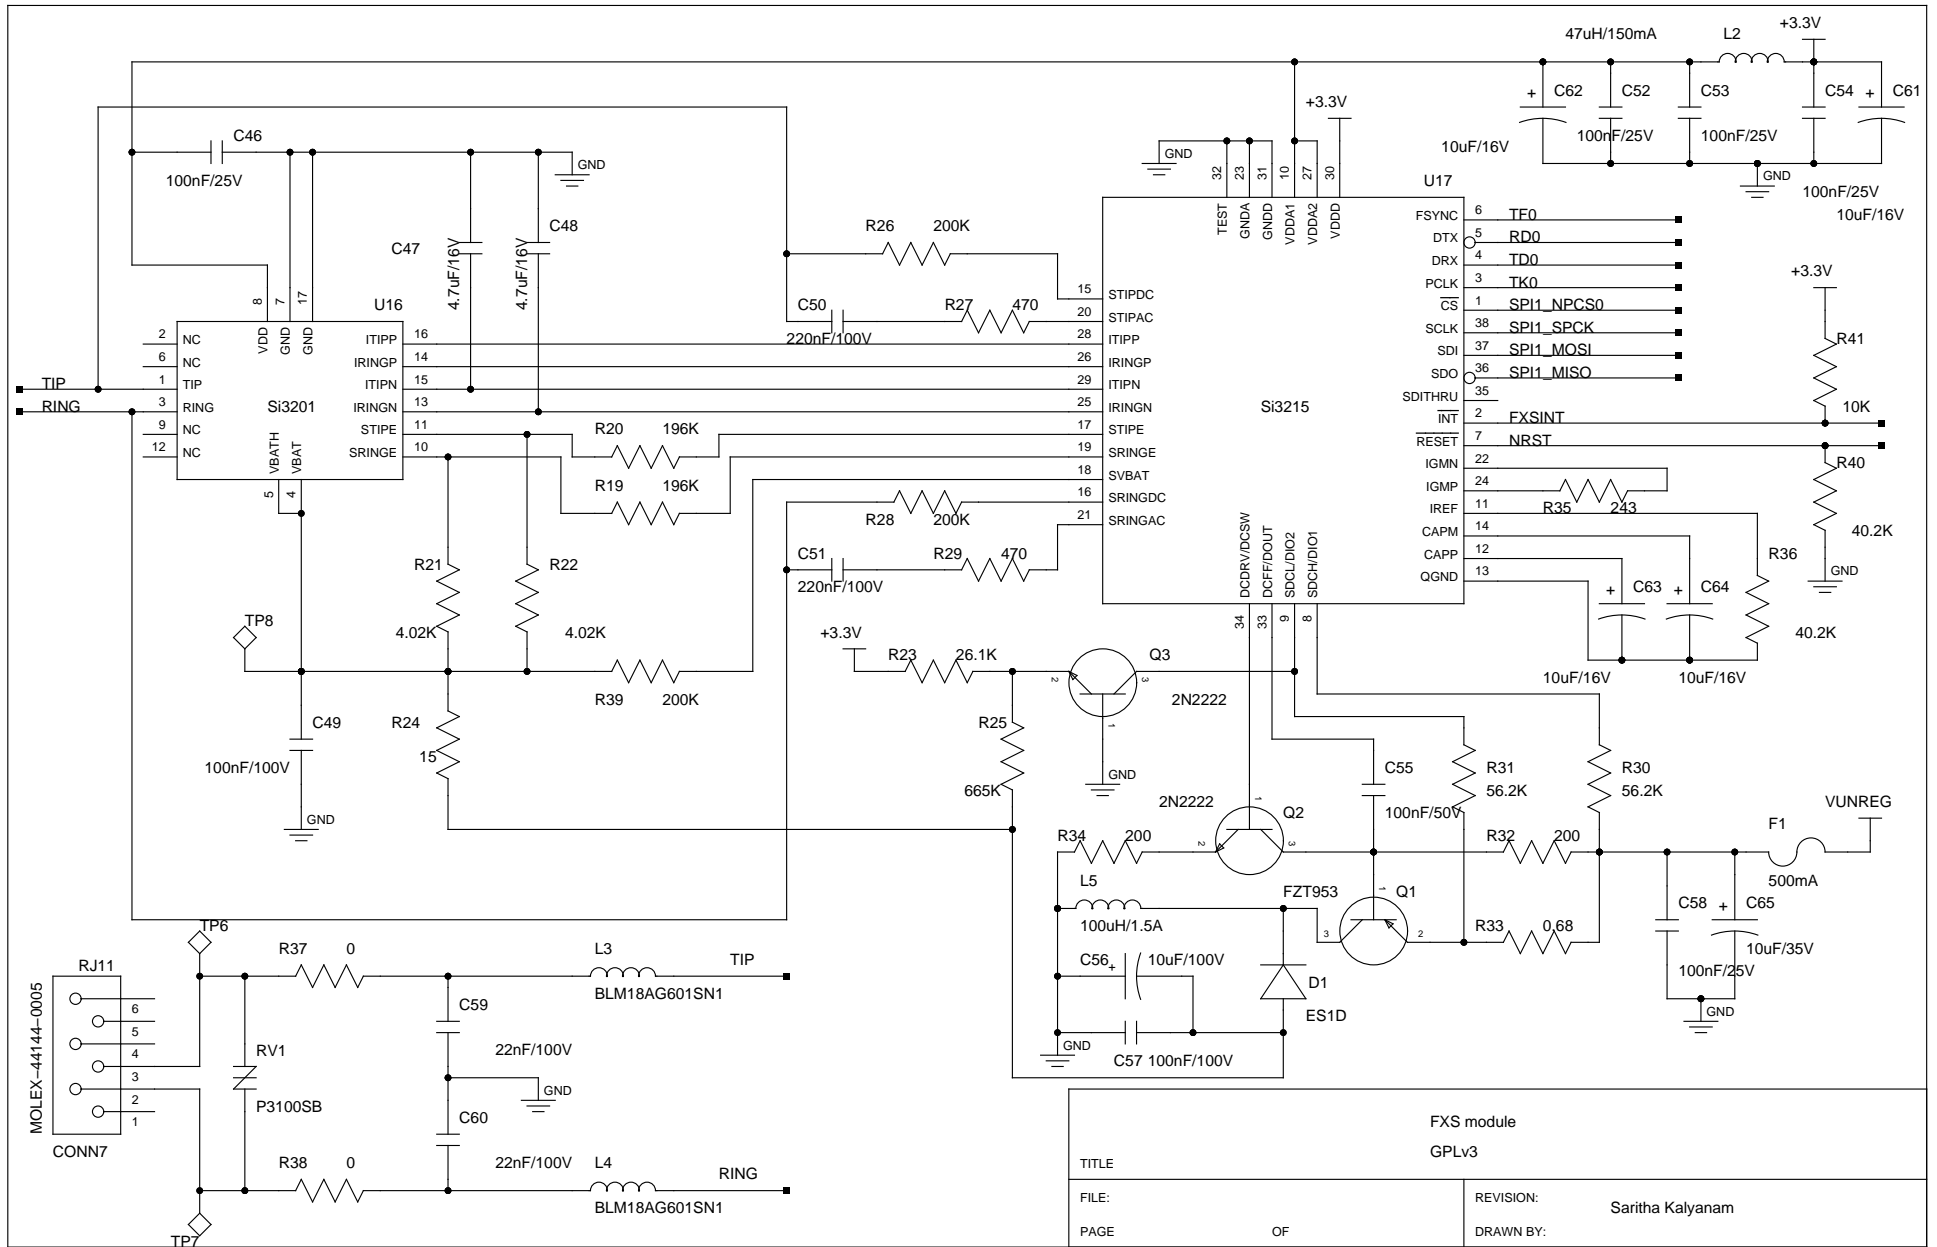 47uH/150mA
L2
+3.3V
C62
C52
C53
C54
C61
+
+
10uF/16V
100nF/25V
100nF/25V
GND
100nF/25V
10uF/16V
C46
100nF/25V
GND
+3.3V
GND
32
23
31
10
27
30
TEST
GNDA
GNDD
VDDA1
VDDA2
VDDD
U17
C47
4.7uF/16V
C48
4.7uF/16V
R26
200K
C50
220nF/100V
R27
470
8
7
17
U16
VDD
GND
GND
2 NC
6 NC
1 TIP
3 RING
9 NC
12 NC
TIP
RING
Si3201
ITIPP 16
IRINGP 14
ITIPN 15
IRINGN 13
STIPE 11
SRINGE 10
VBATH
VBAT
5
4
15 STIPDC
20 STIPAC
28 ITIPP
26 IRINGP
29 ITIPN
25 IRINGN
17 STIPE
19 SRINGE
18 SVBAT
16 SRINGDC
21 SRINGAC
Si3215
FSYNC 6 TF0
DTX 5 RD0
DRX 4 TD0
PCLK 3 TK0
CS 1 SPI1_NPCS0
SCLK 38 SPI1_SPCK
SDI 37 SPI1_MOSI
SDO 36 SPI1_MISO
SDITHRU 35
INT 2 FXSINT
RESET 7 NRST
IGMN 22
IGMP 24
IREF 11
CAPM 14
CAPP 12
QGND 13
+3.3V
R41
10K
R40
40.2K
GND
R35
243
R36
40.2K
C63
C64
+
+
10uF/16V
10uF/16V
DCDRV/DCSW
DCFF/DOUT
SDCL/DIO2
SDCH/DIO1
34
33
9
8
R20
196K
R19
196K
R28
200K
C51
220nF/100V
R29
470
R21
4.02K
R22
4.02K
TP8
R39
200K
C49
100nF/100V
GND
R24
15
+3.3V
R23
26.1K
R25
665K
Q3
2N2222
2
3
1
GND
C55
100nF/50V
R31
56.2K
R30
56.2K
2N2222
Q2
1
2
3
R34
200
R32
200
F1
500mA
VUNREG
L5
100uH/1.5A
FZT953
Q1
1
3
2
R33
0.68
C58
100nF/25V
+
C65
10uF/35V
GND
C56
+
10uF/100V
D1
ES1D
GND
C57
100nF/100V
TP6
RJ11
MOLEX-44144-0005
6
5
4
3
2
1
CONN7
R37
0
RV1
P3100SB
C59
22nF/100V
GND
C60
22nF/100V
L3
BLM18AG601SN1
TIP
R38
0
L4
BLM18AG601SN1
RING
TP7
FXS module
GPLv3
TITLE
FILE:
REVISION:
Saritha Kalyanam
PAGE
OF
DRAWN BY: